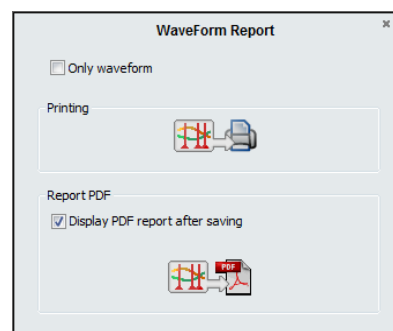 WaveForm Report
Only waveform
Printing
Report PDF
Display PDF report after saving
PDF